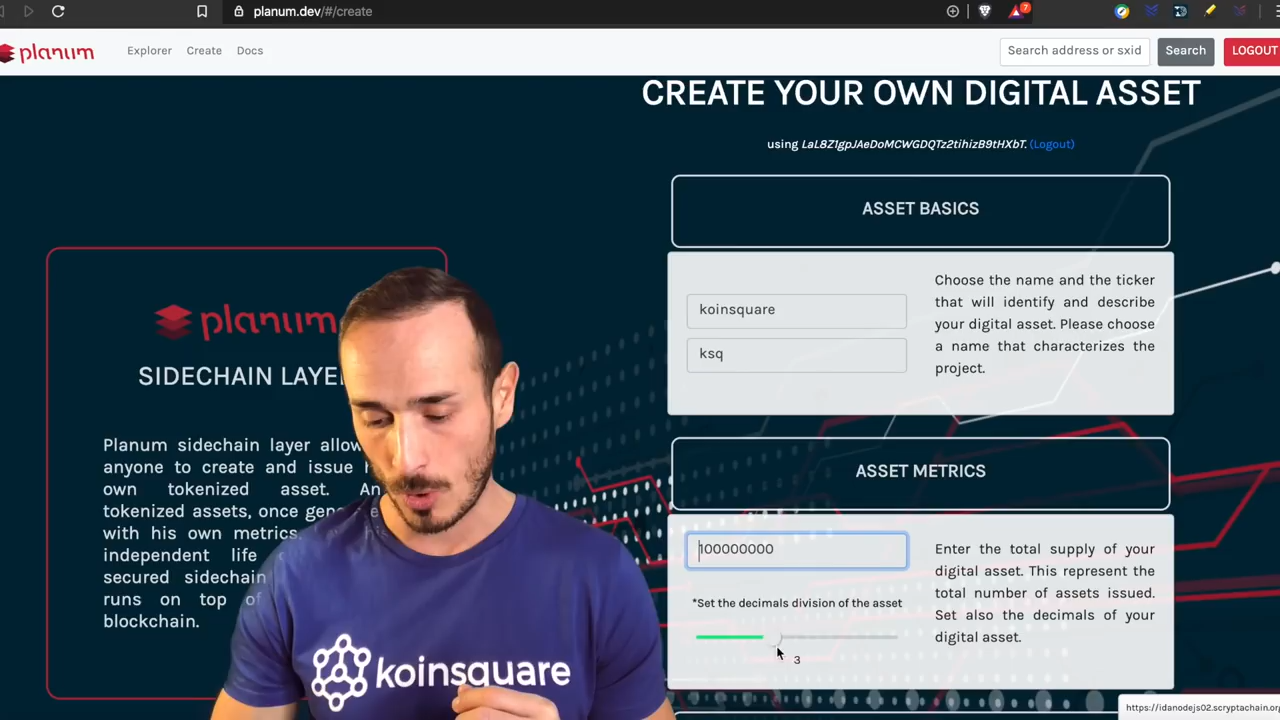 planum.dev/#/create
7
planum
Explorer Create Docs
Search address or sxid
Search
LOGOUT
CREATE YOUR OWN DIGITAL ASSET
using LaL8Z1gpJAeDoMCWGDQTz2tihizB9tHXbT. (Logout)
ASSET BASICS
koinsquare
ksq
Choose the name and the ticker
that will identify and describe
your digital asset. Please choose
a name that characterizes the
project.
ASSET METRICS
100000000
*Set the decimals division of the asset
3
Enter the total supply of your
digital asset. This represent the
total number of assets issued.
Set also the decimals of your
digital asset.
planum
SIDECHAIN LAYE
Planum sidechain layer allow
anyone to create and issue h
own tokenized asset. An
tokenized assets, once gene
with his own metrics,
independent life
secured sidechain
runs on top of
blockchain.
koinsquare
https://idanodejs02.scryptachain.or